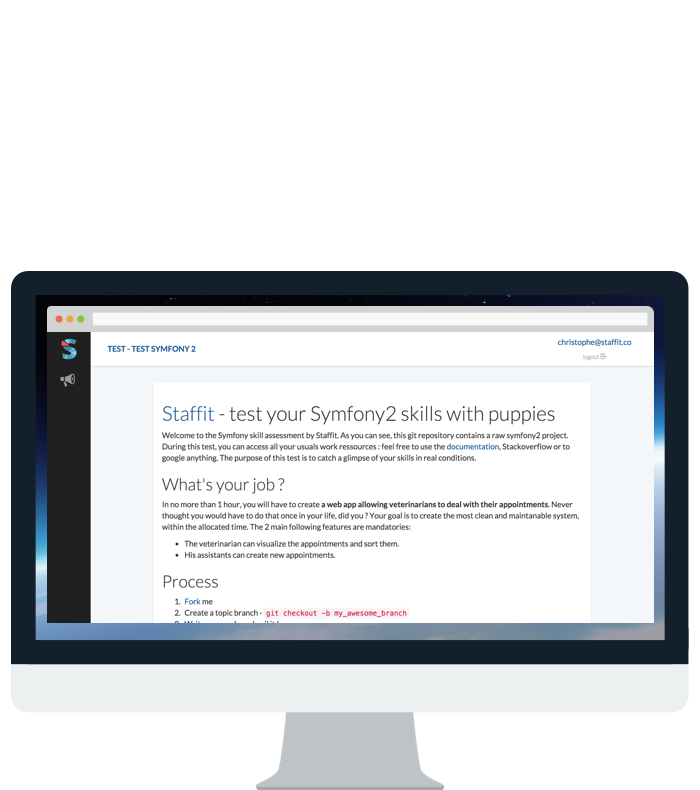 TEST - TEST SYMFONY 2
christophe@staffit.co
logout
Staffit - test your Symfony2 skills with puppies
Welcome to the Symfony skill assessment by Staffit. As you can see, this git repository contains a raw symfony2 project.
During this test, you can access all your usuals work ressources : feel free to use the documentation, Stackoverflow or to
google anything. The purpose of this test is to catch a glimpse of your skills in real conditions.
What's your job ?
In no more than 1 hour, you will have to create a web app allowing veterinarians to deal with their appointments. Never
thought you would have to do that once in your life, did you ? Your goal is to create the most clean and maintanable system,
within the allocated time. The 2 main following features are mandatories:
• The veterinarian can visualize the appointments and sort them.
• His assistants can create new appointments.
Process
1. Fork me
2. Create a topic branch - git checkout -b my_awesome_branch